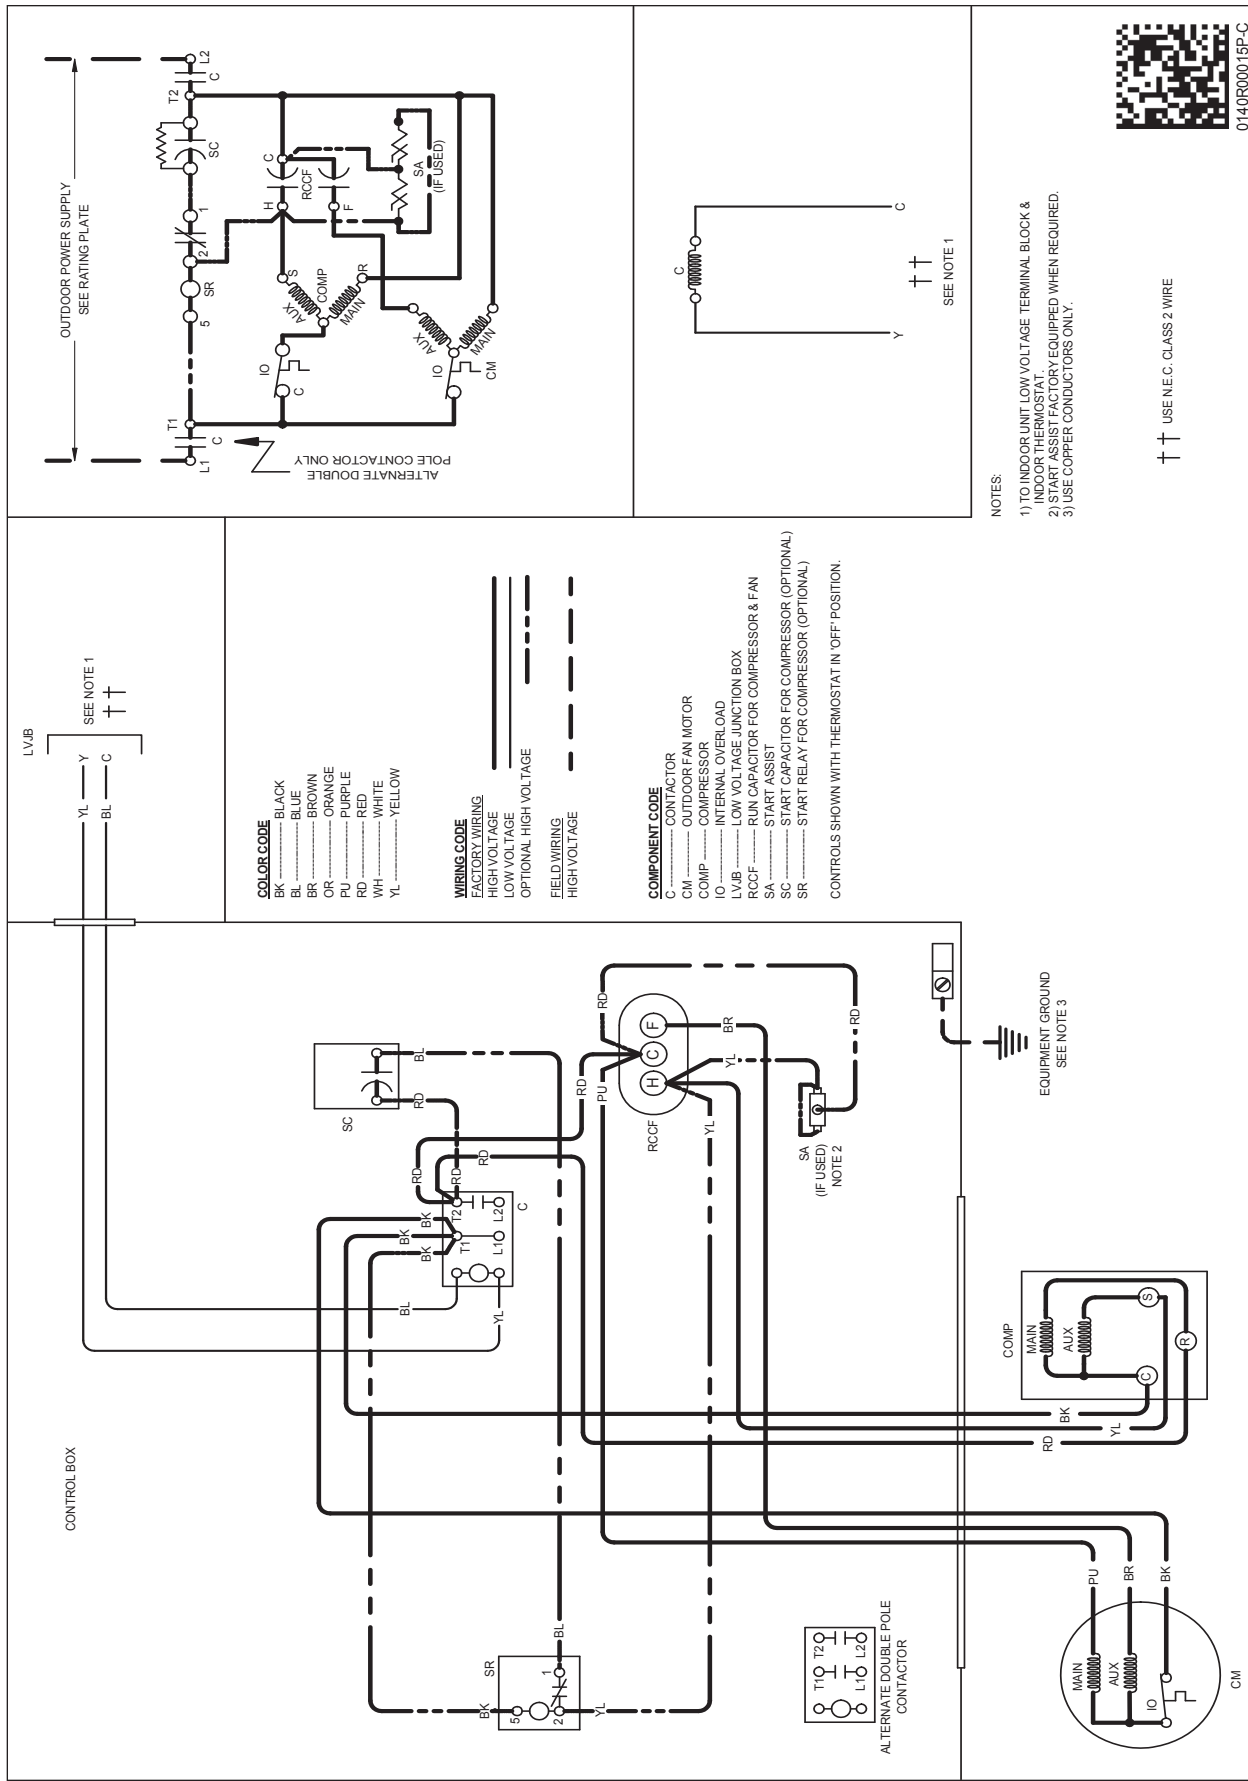 CONTROL BOX
LVJB
YL
Y
BL
C
SEE NOTE 1
COLOR CODE
BK ---------- BLACK
BL ---------- BLUE
BR ---------- BROWN
OR ---------- ORANGE
PU ---------- PURPLE
RD ---------- RED
WH ---------- WHITE
YL ---------- YELLOW
WIRING CODE
FACTORY WIRING
HIGH VOLTAGE
LOW VOLTAGE
OPTIONAL HIGH VOLTAGE
FIELD WIRING
HIGH VOLTAGE
COMPONENT CODE
C ---------- CONTACTOR
CM ---------- OUTDOOR FAN MOTOR
COMP ---------- COMPRESSOR
IO ---------- INTERNAL OVERLOAD
LVJB ---------- LOW VOLTAGE JUNCTION BOX
RCCF ---------- RUN CAPACITOR FOR COMPRESSOR & FAN
SA ---------- START ASSIST
SC ---------- START CAPACITOR FOR COMPRESSOR (OPTIONAL)
SR ---------- START RELAY FOR COMPRESSOR (OPTIONAL)
CONTROLS SHOWN WITH THERMOSTAT IN 'OFF' POSITION.
OUTDOOR POWER SUPPLY
SEE RATING PLATE
L1
C
T1
5
SR
2
1
SC
T2
C
L2
ALTERNATE DOUBLE
POLE CONTACTOR ONLY
IO
C
AUX
S
COMP
MAIN
R
H
C
RCCF
F
SA
(IF USED)
IO
AUX
MAIN
CM
C
Y
C
SEE NOTE 1
NOTES:
1) TO INDOOR UNIT LOW VOLTAGE TERMINAL BLOCK &
INDOOR THERMOSTAT.
2) START ASSIST FACTORY EQUIPPED WHEN REQUIRED.
3) USE COPPER CONDUCTORS ONLY.
†† USE N.E.C. CLASS 2 WIRE
0140R00015P-C
SC
RD
BL
BK
BK
BK
T2
T1
L2
L1
C
RD
RD
RD
BL
YL
RD
PU
RD
RCCF
H
C
F
YL
BR
YL
RD
SA
(IF USED)
NOTE 2
SR
BK
5
2
1
BL
YL
T1
T2
L1
L2
ALTERNATE DOUBLE POLE
CONTACTOR
EQUIPMENT GROUND
SEE NOTE 3
COMP
MAIN
AUX
C
S
R
BK
YL
RD
PU
BR
BK
MAIN
AUX
IO
CM